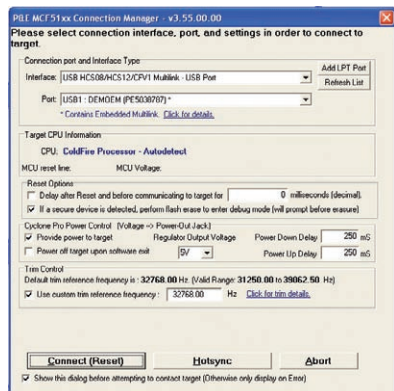 P&E MCF51xx Connection Manager - v3.55.00.00
Please select connection interface, port, and settings in order to connect to
target.
Connection port and Interface Type
Interface: USB HCS08/HCS12/CFV1 Multilink - USB Port
Add LPT Port
Refresh List
Port: USB1 : DEMOEM (PE5030707) *
* Contains Embedded Multilink. Click for details.
Target CPU Information
CPU: ColdFire Processor - Autodetect
MCU reset line: MCU Voltage:
Reset Options
Delay after Reset and before communicating to target for 0 milliseconds (decimal).
If a secure device is detected, perform flash erase to enter debug mode (will prompt before erasure)
Cyclone Pro Power Control (Voltage --> Power-Out Jack)
Provide power to target Regulator Output Voltage Power Down Delay 250 mS
Power off target upon software exit 5V Power Up Delay 250 mS
Trim Control
Default trim reference frequency is : 32768.00 Hz. (Valid Range: 31250.00 to 39062.50 Hz)
Use custom trim reference frequency : 32768.00 Hz Click for trim details.
Connect (Reset) Hotsync Abort
Show this dialog before attempting to contact target (Otherwise only display on Error)